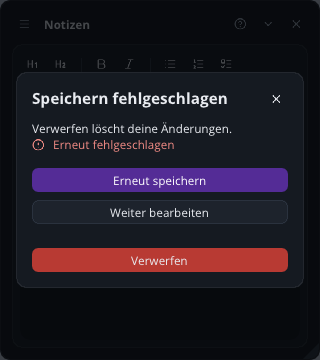 Notizen
H1 H2 B I
Speichern fehlgeschlagen
Verwerfen löscht deine Änderungen.
Erneut fehlgeschlagen
Erneut speichern
Weiter bearbeiten
Verwerfen